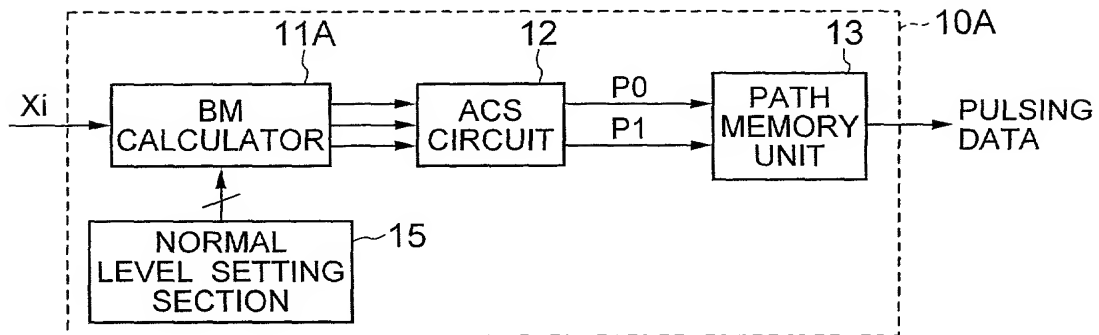 10A
11A
12
13
Xi
BM
CALCULATOR
ACS
CIRCUIT
P0
P1
PATH
MEMORY
UNIT
PULSING
DATA
NORMAL
LEVEL SETTING
SECTION
15